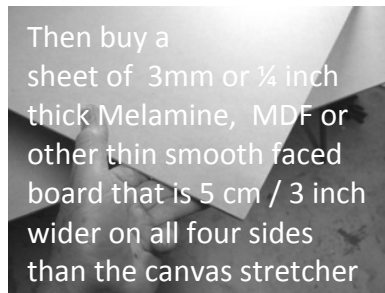 Then buy a
sheet of  3mm or ¼ inch
thick Melamine,  MDF or
other thin smooth faced
board that is 5 cm / 3 inch
wider on all four sides
than the canvas stretcher